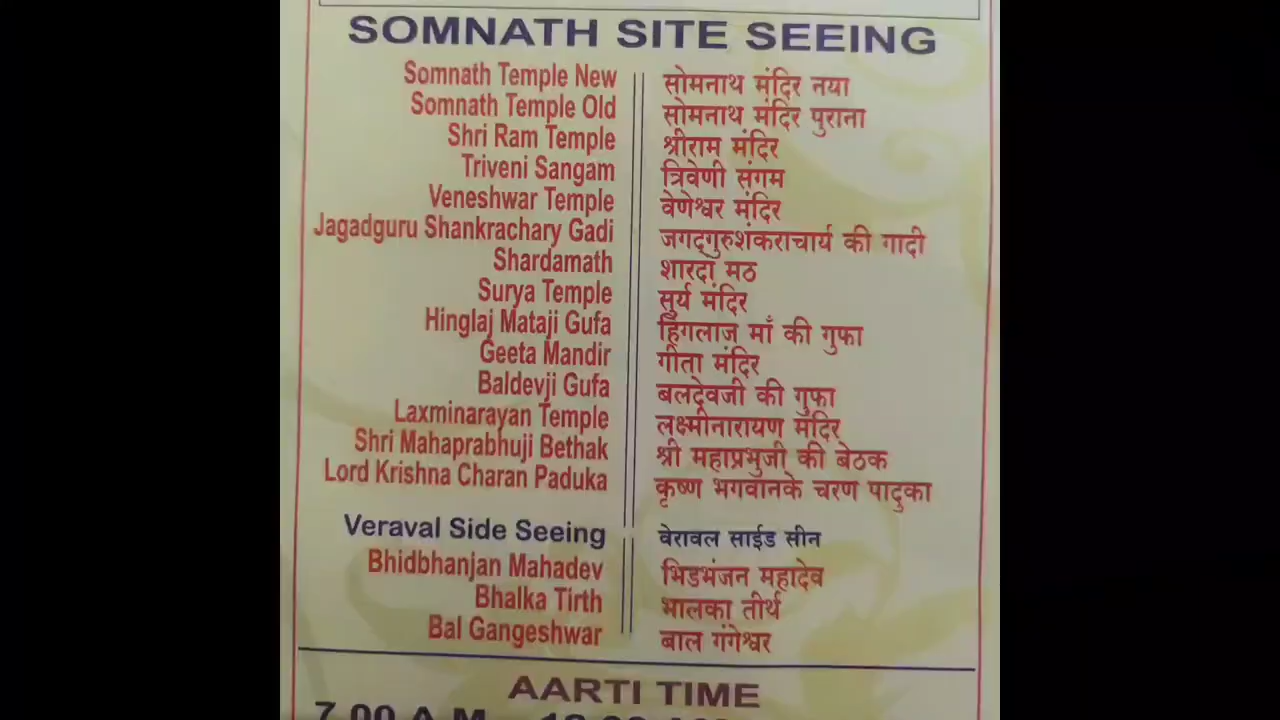 SOMNATH SITE SEEING
Somnath Temple New सोमनाथ मंदिर नया
Somnath Temple Old सोमनाथ मंदिर पुराना
Shri Ram Temple श्रीराम मंदिर
Triveni Sangam त्रिवेणी संगम
Veneshwar Temple वेणेश्वर मंदिर
Jagadguru Shankrachary Gadi जगद्गुरुशंकराचार्य की गादी
Shardamath शारदा मठ
Surya Temple सुर्य मंदिर
Hinglaj Mataji Gufa हिंगलाज माँ की गुफा
Geeta Mandir गीता मंदिर
Baldevji Gufa बलदेवजी की गुफा
Laxminarayan Temple लक्ष्मीनारायण मंदिर
Shri Mahaprabhuji Bethak श्री महाप्रभुजी की बेठक
Lord Krishna Charan Paduka कृष्ण भगवानके चरण पादुका
Veraval Side Seeing वेरावल साईड सीन
Bhidbhanjan Mahadev भिडभंजन महादेव
Bhalka Tirth भालका तीर्थ
Bal Gangeshwar बाल गंगेश्वर
AARTI TIME
7.00 A.M.